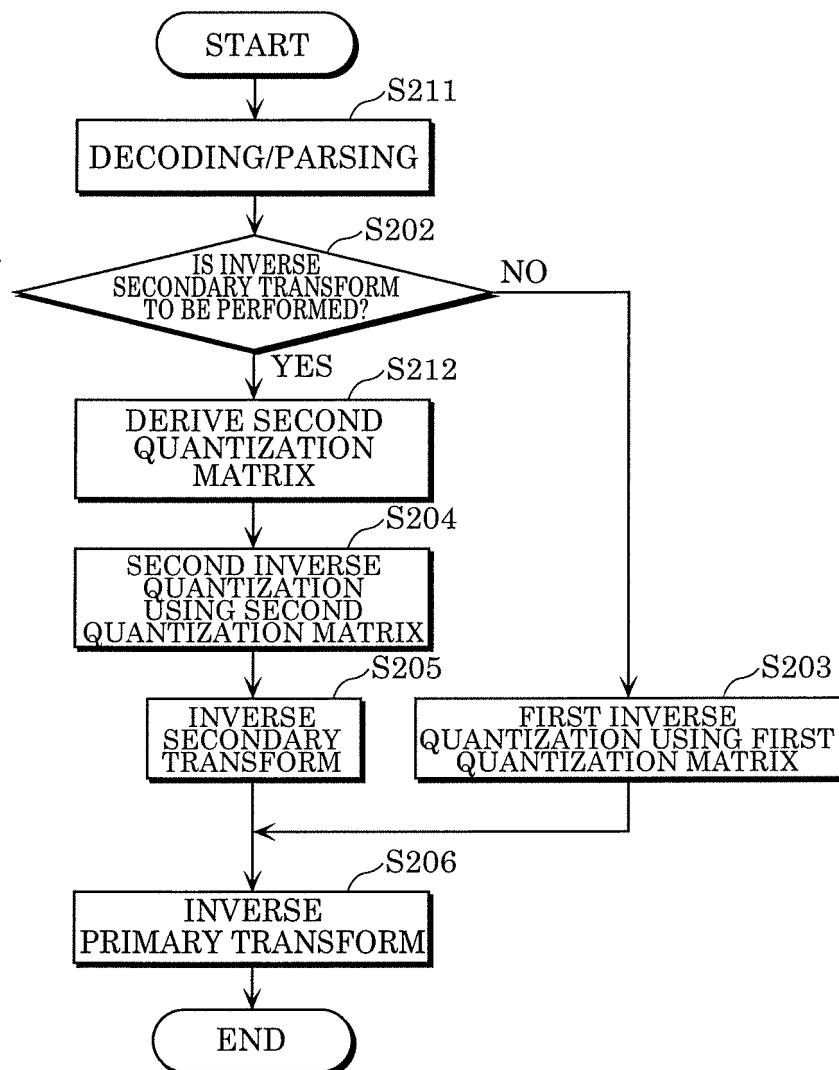 START
S211
DECODING/PARSING
S202
IS INVERSE
SECONDARY TRANSFORM
TO BE PERFORMED?
NO
YES
S212
DERIVE SECOND
QUANTIZATION
MATRIX
S204
SECOND INVERSE
QUANTIZATION
USING SECOND
QUANTIZATION MATRIX
S205
INVERSE
SECONDARY
TRANSFORM
S203
FIRST INVERSE
QUANTIZATION USING FIRST
QUANTIZATION MATRIX
S206
INVERSE
PRIMARY TRANSFORM
END